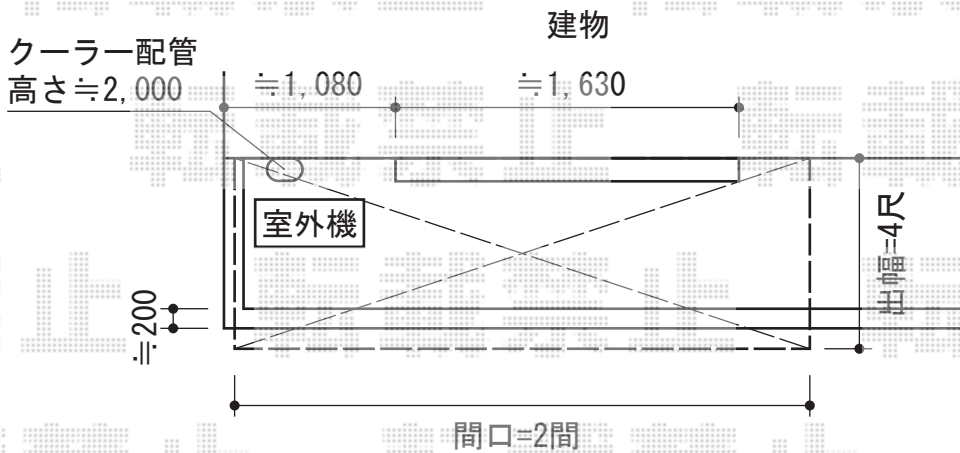 建物
クーラー配管
高さ≒2,000
≒1,080
≒1,630
室外機
出幅=4尺
≒200
間口=2間